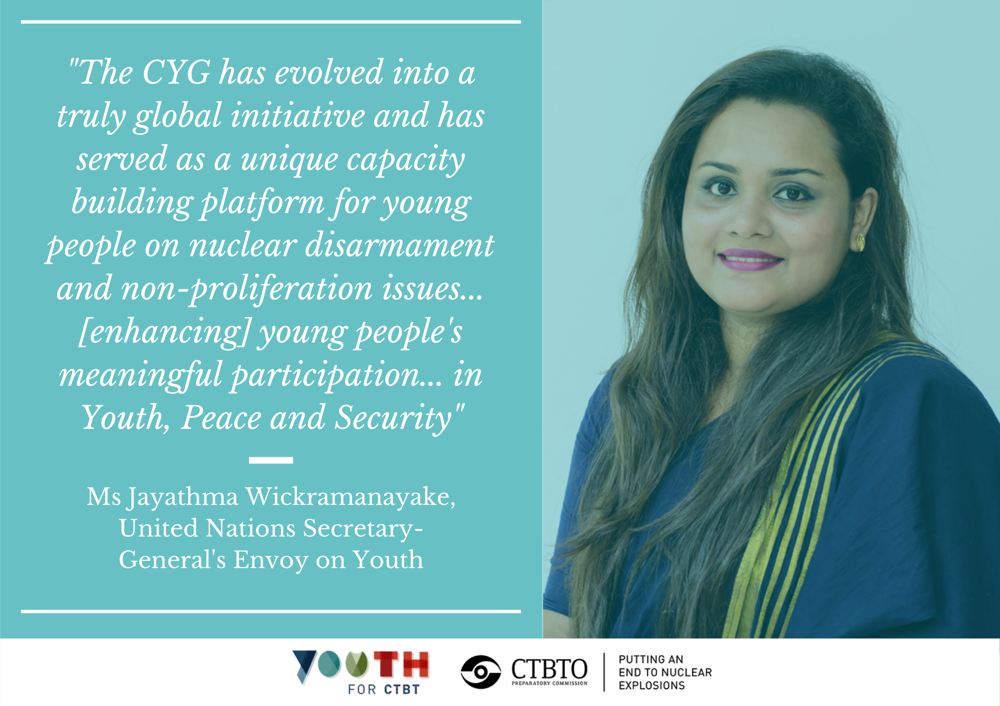 "The CYG has evolved into a
truly global initiative and has
served as a unique capacity
building platform for young
people on nuclear disarmament
and non-proliferation issues...
[enhancing] young people's
meaningful participation... in
Youth, Peace and Security"
Ms Jayathma Wickramanayake,
United Nations Secretary-
General's Envoy on Youth
YOUTH
FOR CTBT
CTBTO
PREPARATORY COMMISSION
PUTTING AN
END TO NUCLEAR
EXPLOSIONS